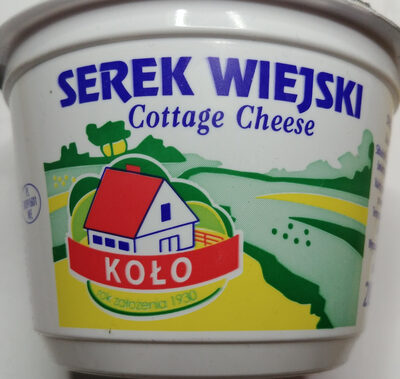 SEREK WIEJSKI
Cottage Cheese
KOŁO
rok założenia 1930